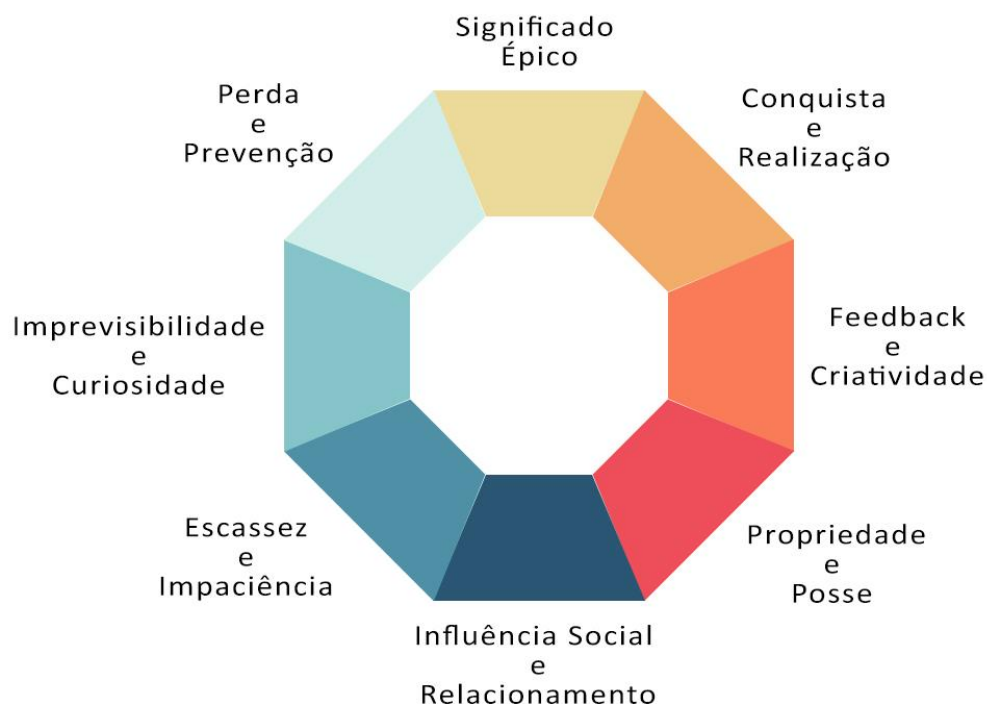 Significado
Épico
Conquista
e
Realização
Feedback
e
Criatividade
Propriedade
e
Posse
Influência Social
e
Relacionamento
Escassez
e
Impaciência
Imprevisibilidade
e
Curiosidade
Perda
e
Prevenção